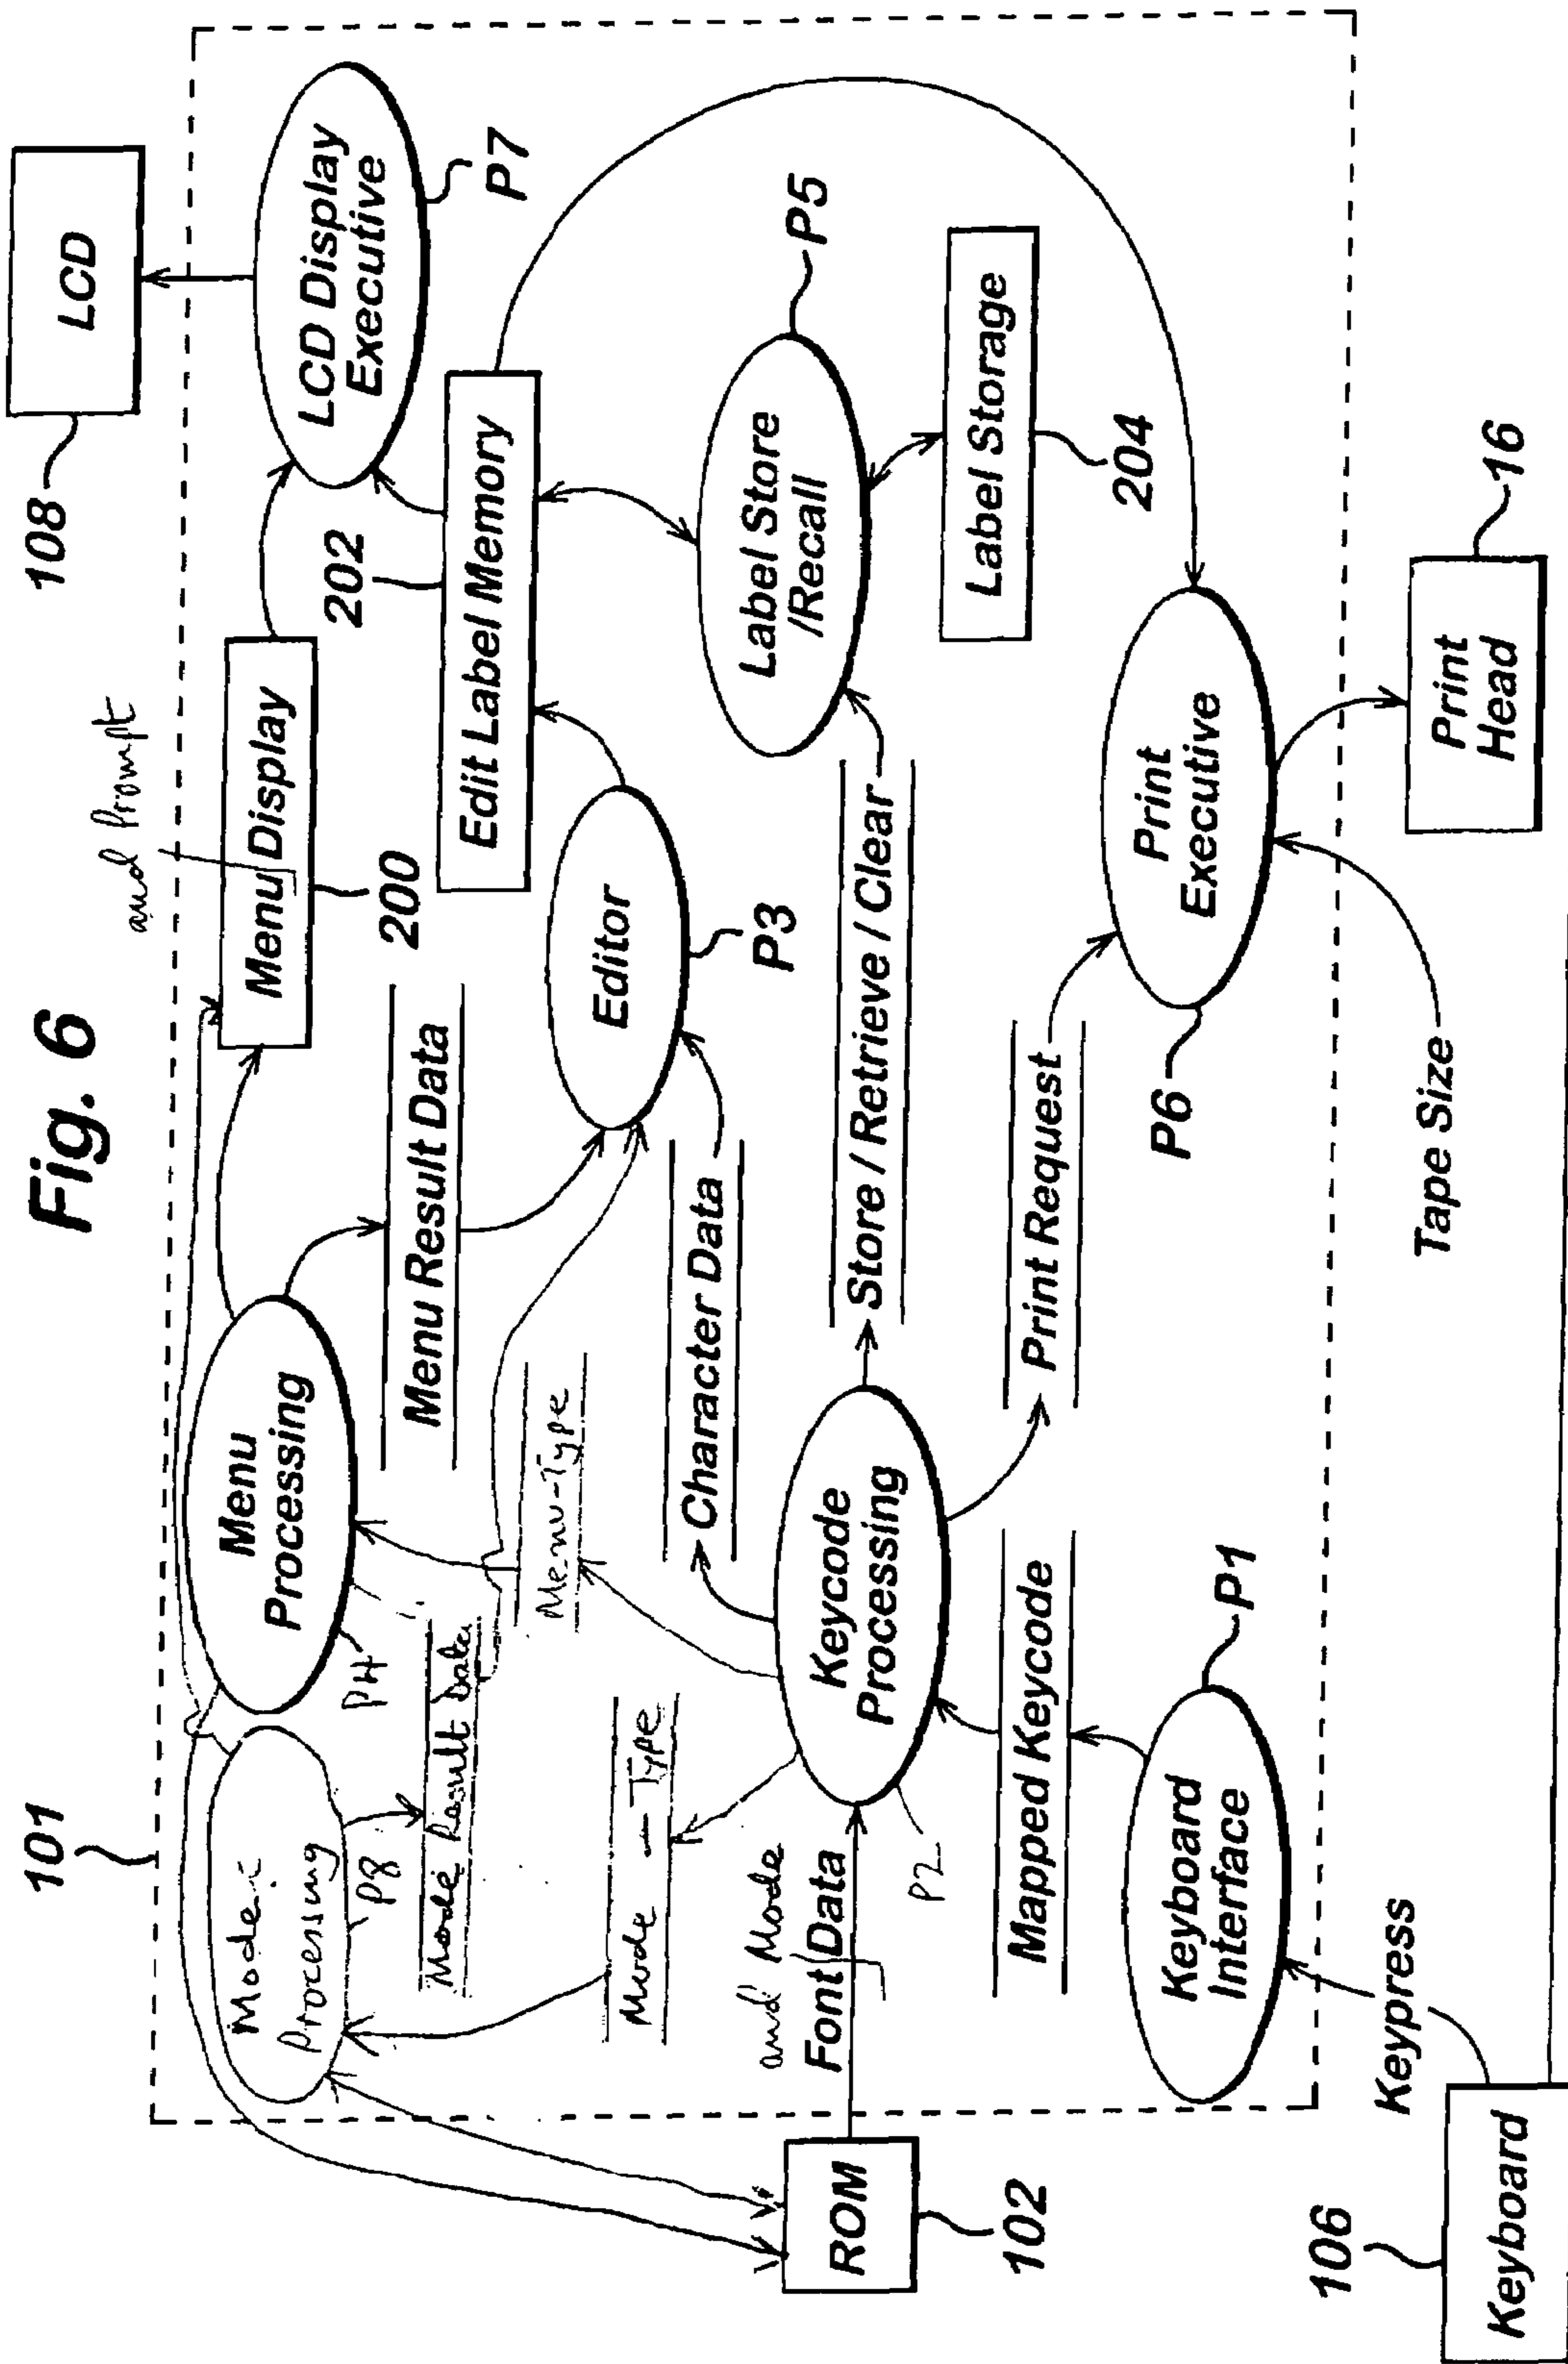 Fig. 6
101
108
LCD
LCD Display
Executive
P7
and Prompt
Menu Display
200
Menu
Processing
P4
Menu Result Data
Mode
Processing
P8
Mode Result Data
Menu-Type
Mode - Type
202
Edit Label Memory
Editor
P3
Character Data
Label Store
/Recall
P5
Label Storage
204
Store / Retrieve / Clear
Keycode
Processing
P2
and Mode
Font Data
ROM
102
Mapped Keycode
Print Request
Print
Executive
P6
Keyboard
Interface
P1
Keypress
Tape Size
Print
Head
16
106
Keyboard